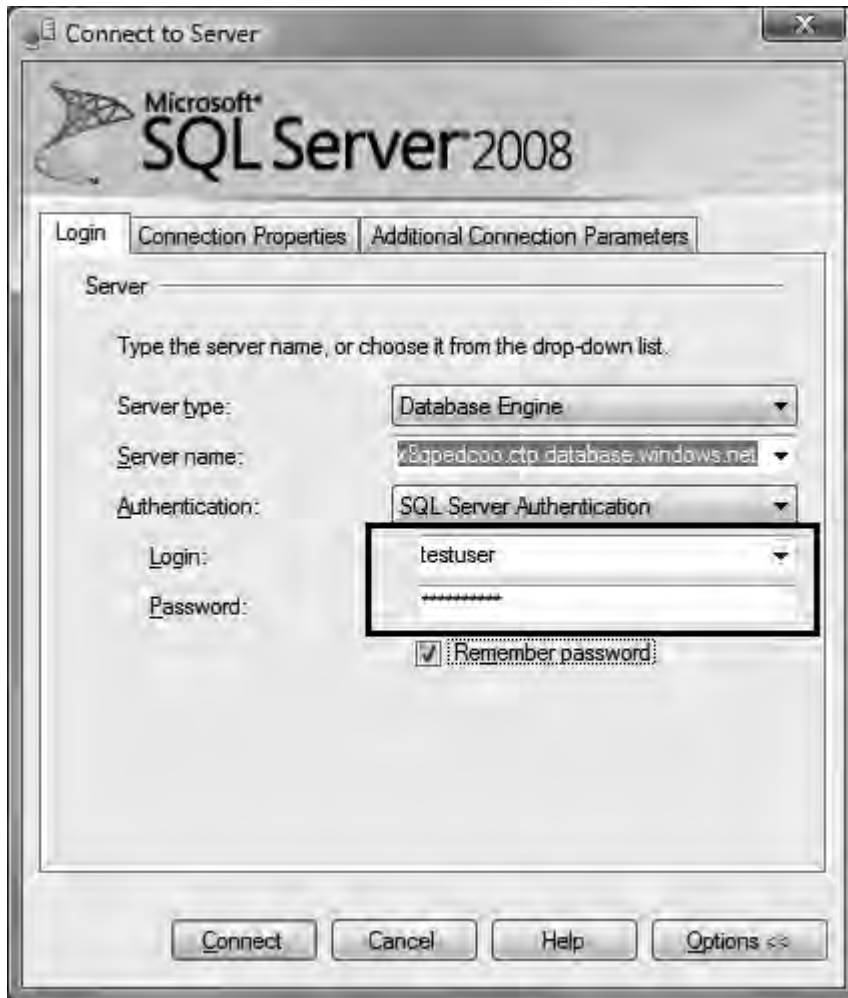 Connect to Server
Microsoft®
SQL Server 2008
Login Connection Properties Additional Connection Parameters
Server
Type the server name, or choose it from the drop-down list.
Server type: Database Engine
Server name: x8qpedcoo.ctp.database.windows.net
Authentication: SQL Server Authentication
Login: testuser
Password: **********
Remember password
Connect Cancel Help Options <<